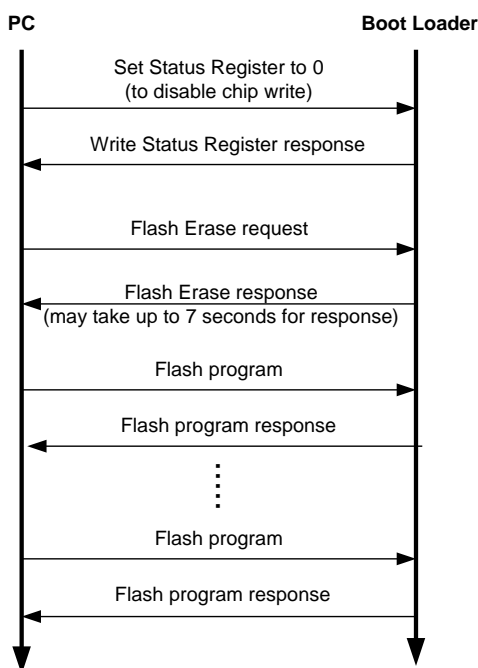 PC
Boot Loader
Set Status Register to 0
(to disable chip write)
Write Status Register response
Flash Erase request
Flash Erase response
(may take up to 7 seconds for response)
Flash program
Flash program response
Flash program
Flash program response